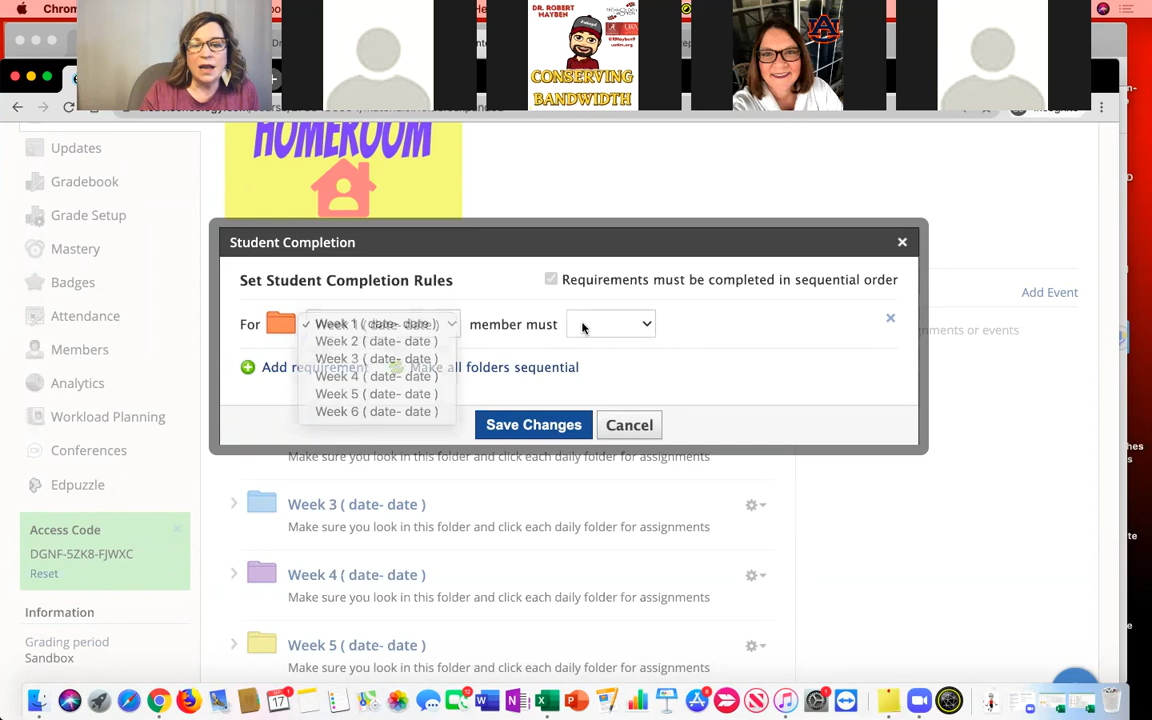 Chrom
DR. ROBERT
MAYBEN
CONSERVING
BANDWIDTH
HOMEROOM
Updates
Gradebook
Grade Setup
Mastery
Badges
Attendance
Members
Analytics
Workload Planning
Conferences
Edpuzzle
Access Code
DGNF-5ZK8-FJWXC
Reset
Information
Grading period
Sandbox
Student Completion
Set Student Completion Rules
Requirements must be completed in sequential order
For
Week 1 ( date- date )
member must
Week 2 ( date- date )
Week 3 ( date- date )
Week 4 ( date- date )
Week 5 ( date- date )
Week 6 ( date- date )
Add requirement
Make all folders sequential
Save Changes
Cancel
Add Event
gnments or events
Make sure you look in this folder and click each daily folder for assignments
Week 3 ( date- date )
Make sure you look in this folder and click each daily folder for assignments
Week 4 ( date- date )
Make sure you look in this folder and click each daily folder for assignments
Week 5 ( date- date )
Make sure you look in this folder and click each daily folder for assignments
17